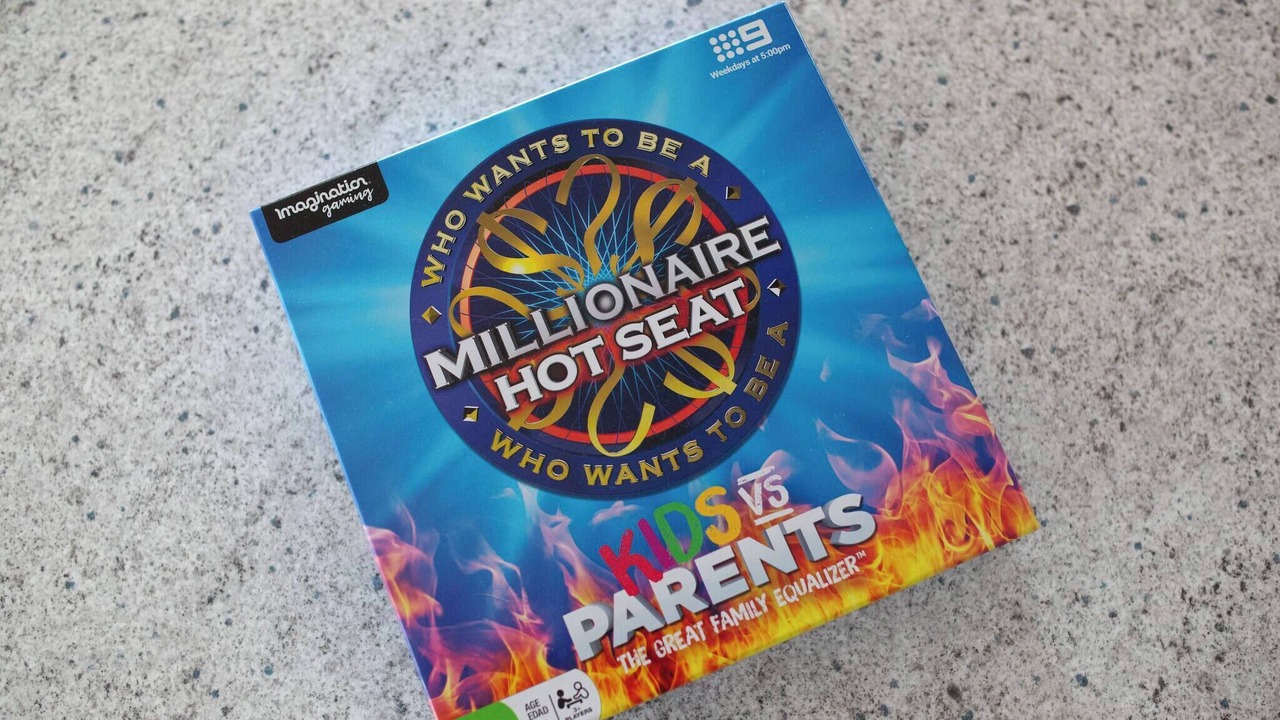 9
Weekdays at 5:00pm
imagination
gaming
WHO WANTS TO BE A
MILLIONAIRE
HOT SEAT
WHO WANTS TO BE A
KIDS VS
PARENTS
THE GREAT FAMILY EQUALIZER™
AGE
EDAD
2+
PLAYERS